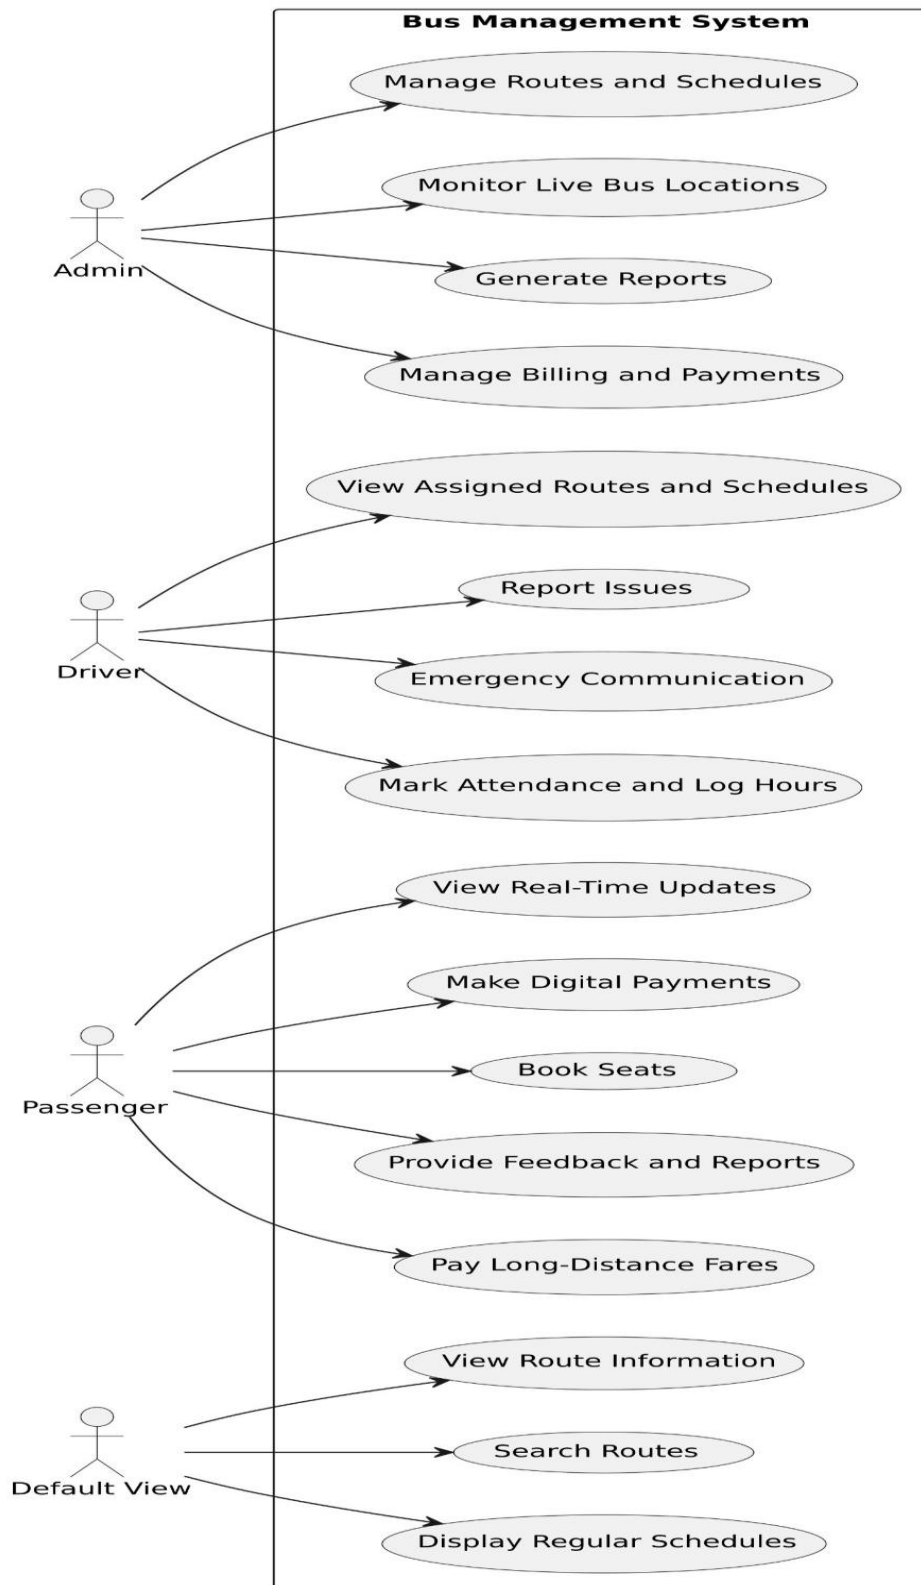 Bus Management System
Manage Routes and Schedules
Monitor Live Bus Locations
Admin
Generate Reports
Manage Billing and Payments
View Assigned Routes and Schedules
Report Issues
Driver
Emergency Communication
Mark Attendance and Log Hours
View Real-Time Updates
Make Digital Payments
Book Seats
Passenger
Provide Feedback and Reports
Pay Long-Distance Fares
View Route Information
Search Routes
Default View
Display Regular Schedules